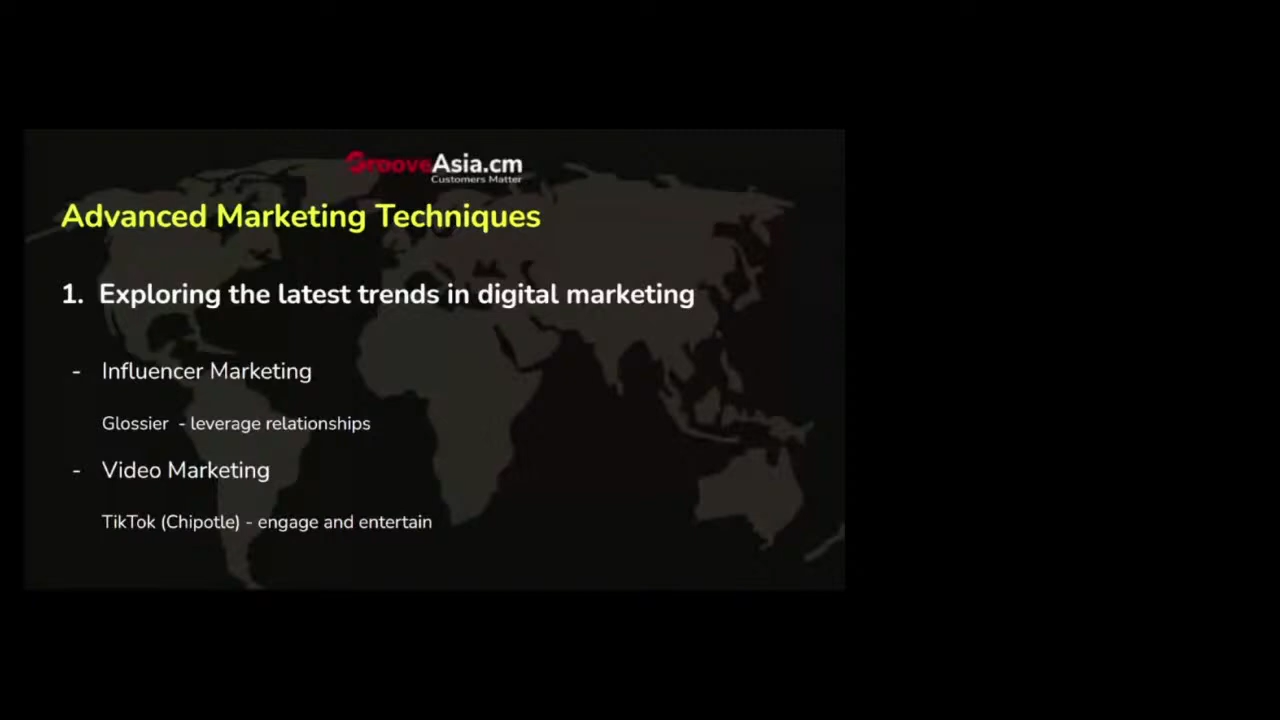 GrooveAsia.cm
Customers Matter
Advanced Marketing Techniques
1. Exploring the latest trends in digital marketing
- Influencer Marketing
Glossier - leverage relationships
- Video Marketing
TikTok (Chipotle) - engage and entertain